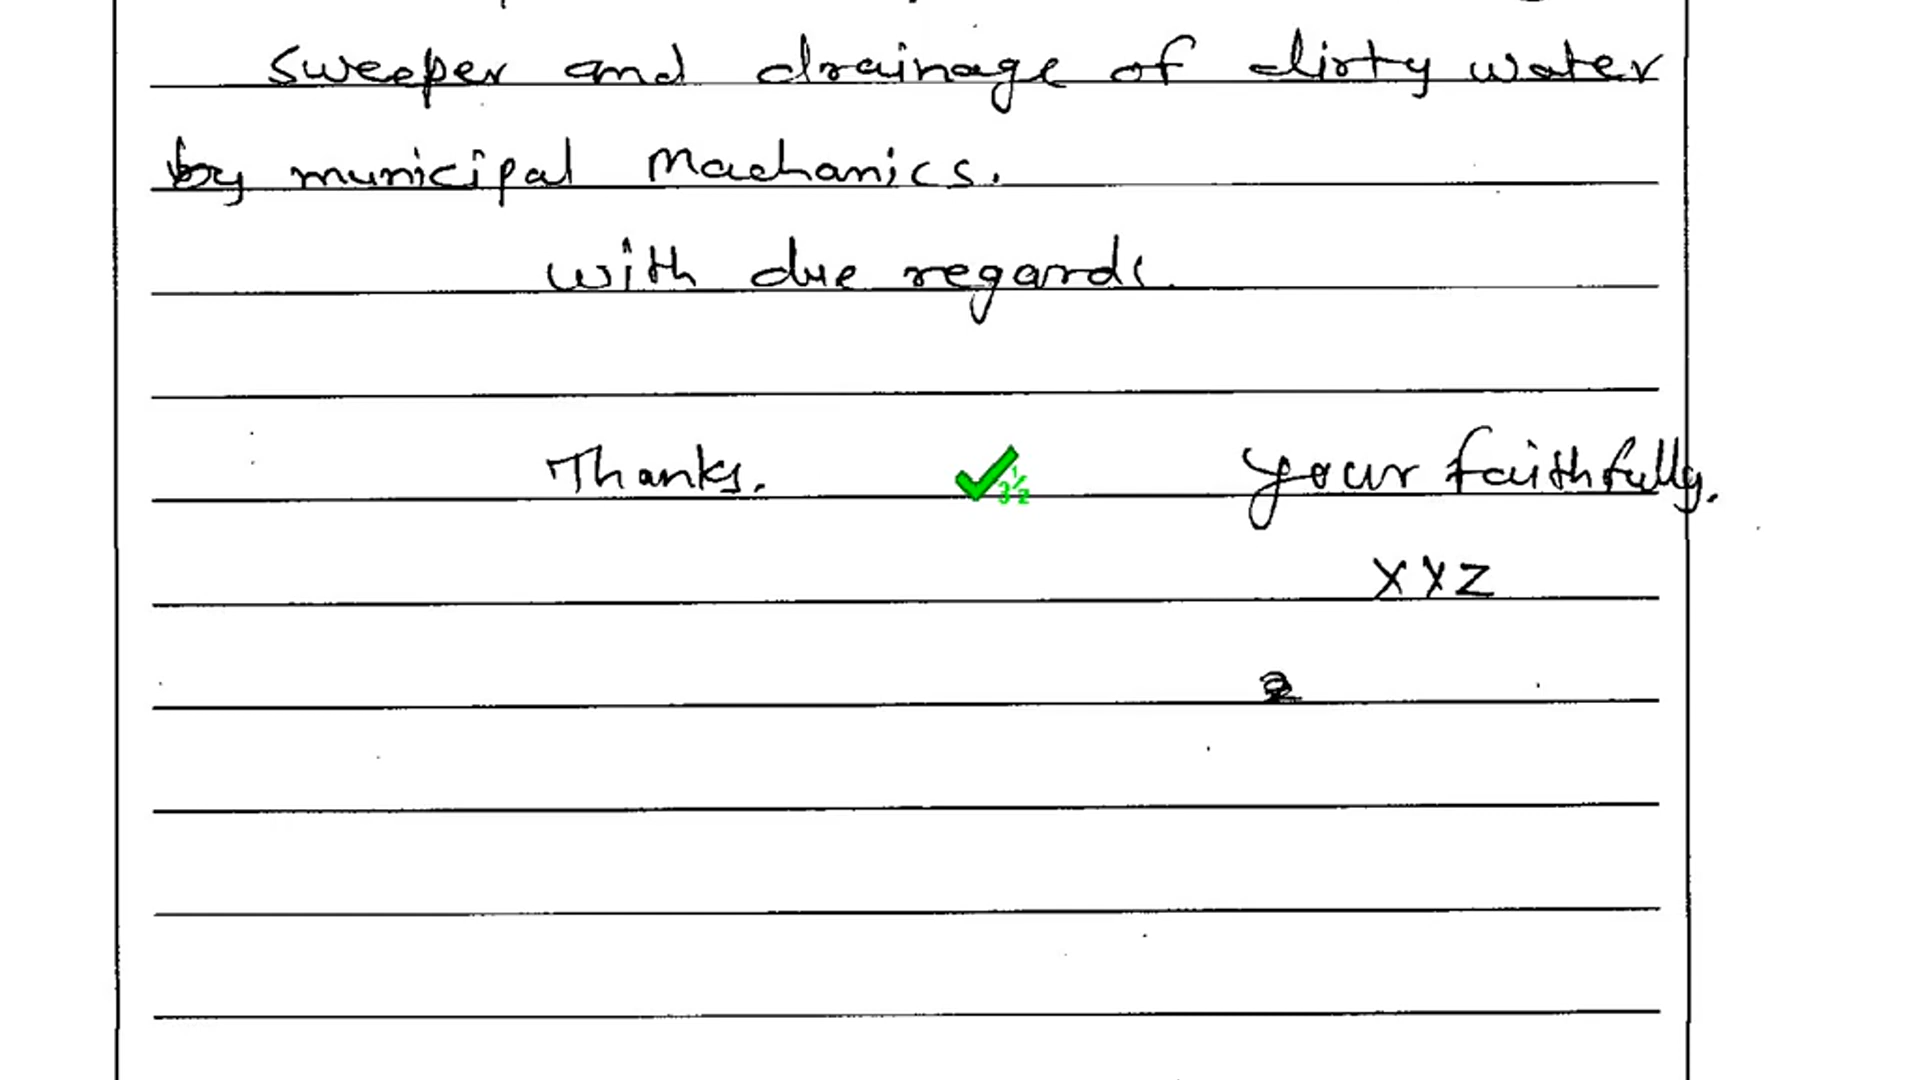 sweeper and drainage of dirty water
by municipal Machanics.
with due regards.
Thanks. 3½ your faithfully.
XYZ